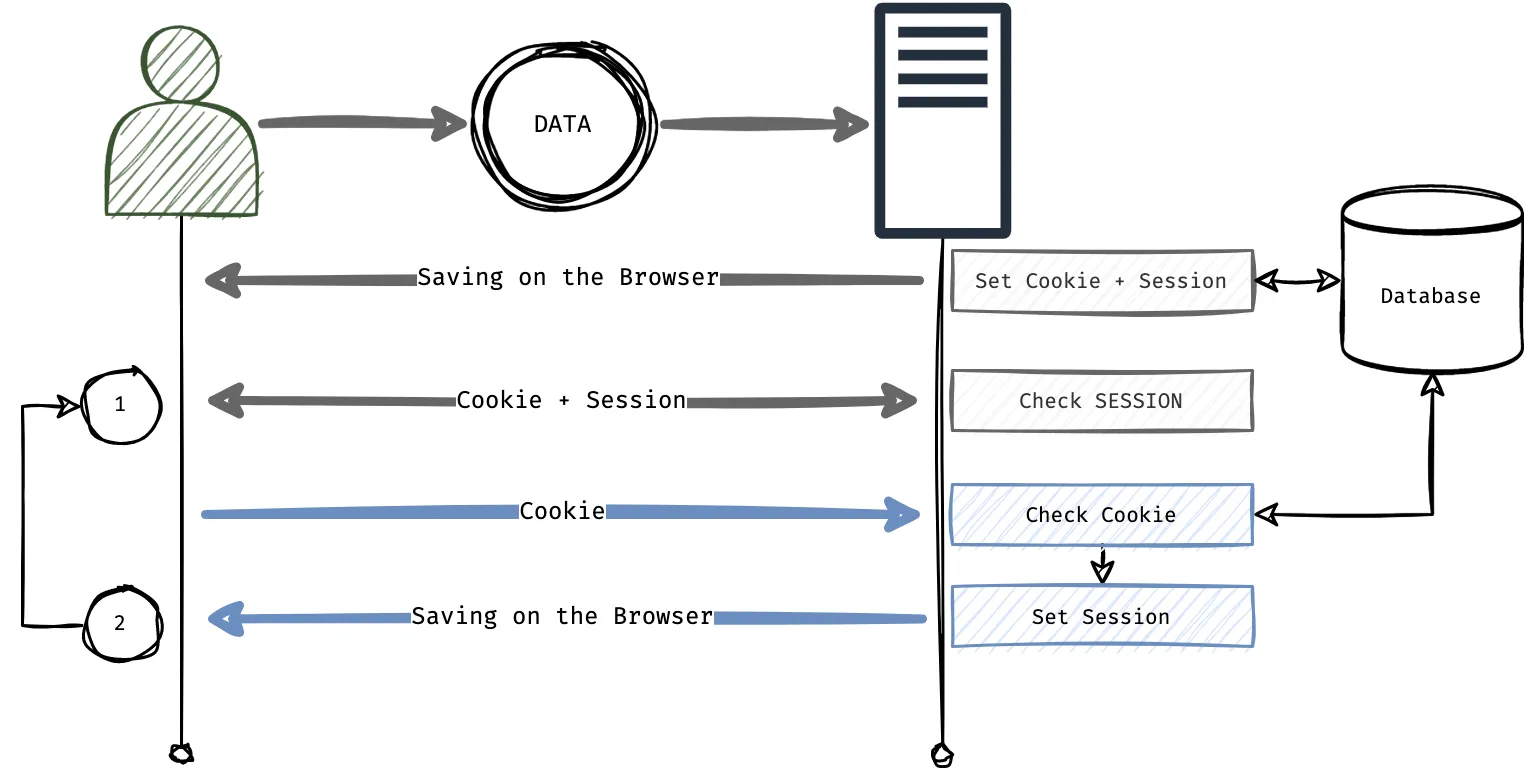 DATA
Saving on the Browser
Set Cookie + Session
Database
1
Cookie + Session
Check SESSION
Cookie
Check Cookie
2
Saving on the Browser
Set Session